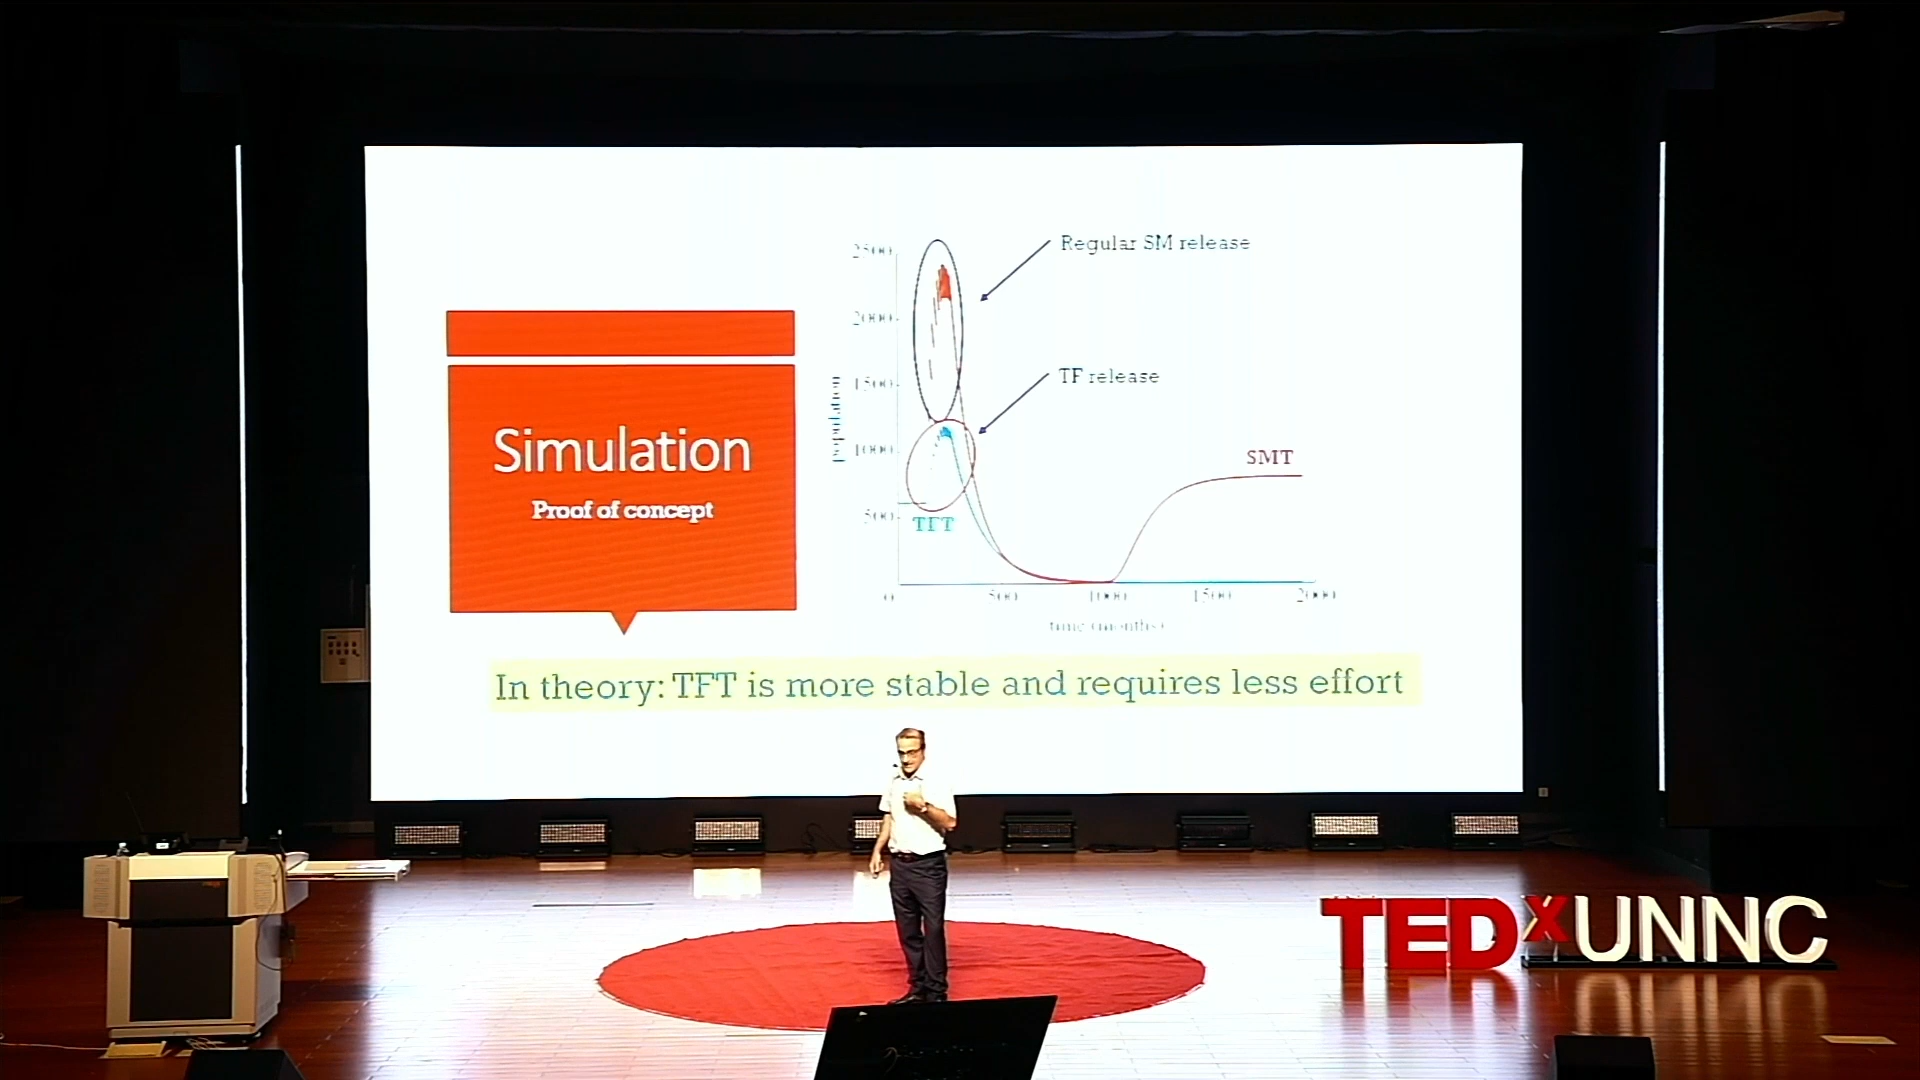 Simulation
Proof of concept
2500
2000
1500
1000
500
population
Regular SM release
TF release
TFT
SMT
0
500
1000
1500
2000
time (months)
In theory: TFT is more stable and requires less effort
TEDxUNNC